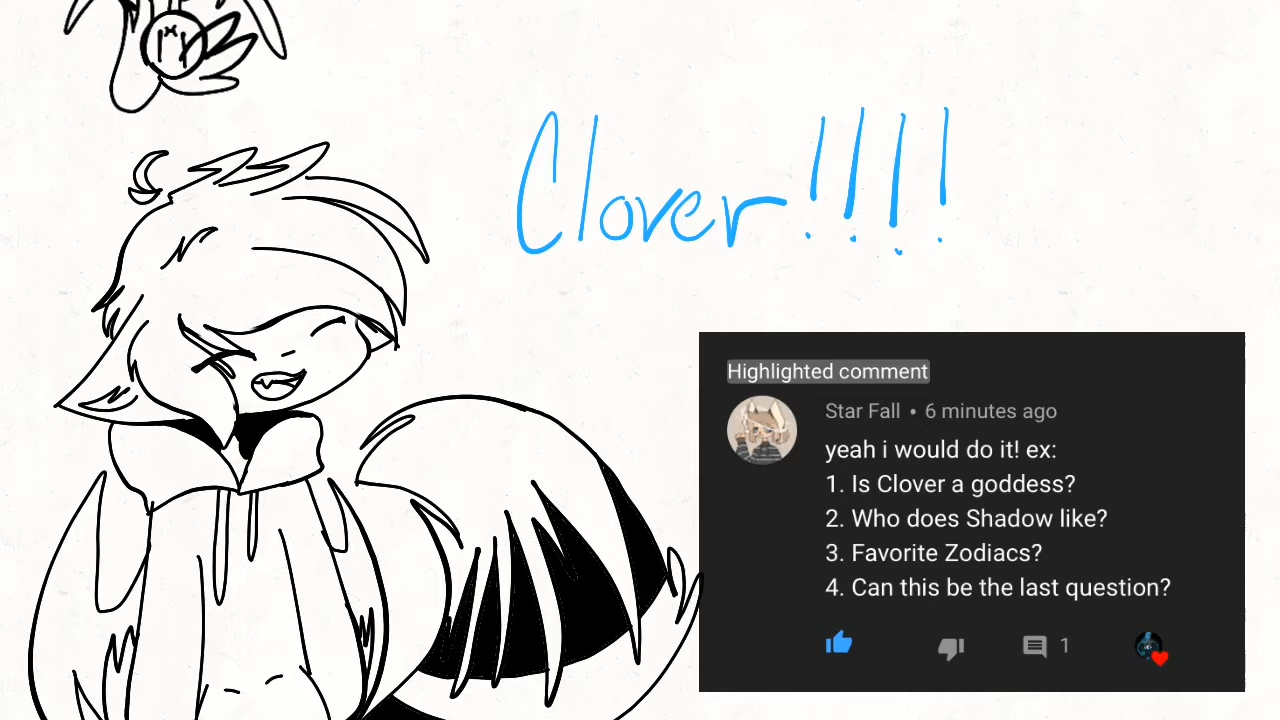 Clover!!!!
Highlighted comment
Star Fall • 6 minutes ago
yeah i would do it! ex:
1. Is Clover a goddess?
2. Who does Shadow like?
3. Favorite Zodiacs?
4. Can this be the last question?
1